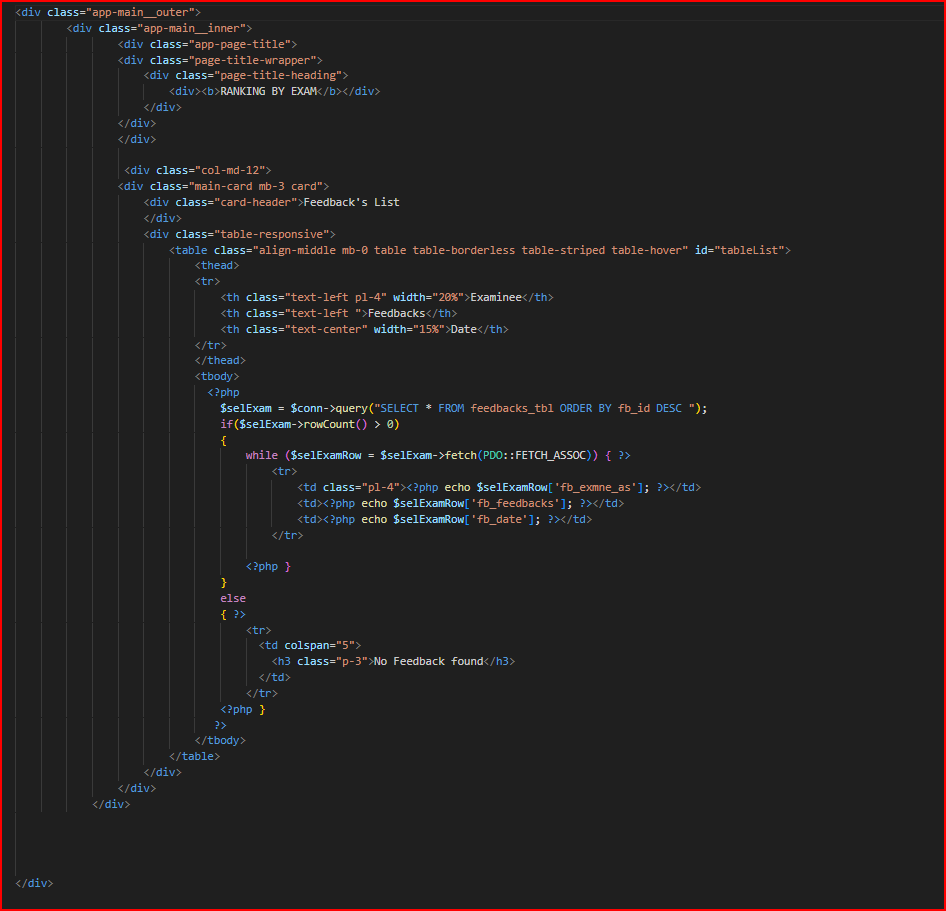 <div class="app-main__outer">
<div class="app-main__inner">
<div class="app-page-title">
<div class="page-title-wrapper">
<div class="page-title-heading">
<div><b>RANKING BY EXAM</b></div>
</div>
</div>
</div>
<div class="col-md-12">
<div class="main-card mb-3 card">
<div class="card-header">Feedback's List
</div>
<div class="table-responsive">
<table class="align-middle mb-0 table table-borderless table-striped table-hover" id="tableList">
<thead>
<tr>
<th class="text-left pl-4" width="20%">Examinee</th>
<th class="text-left ">Feedbacks</th>
<th class="text-center" width="15%">Date</th>
</tr>
</thead>
<tbody>
<?php
$selExam = $conn->query("SELECT * FROM feedbacks_tbl ORDER BY fb_id DESC ");
if($selExam->rowCount() > 0)
{
while ($selExamRow = $selExam->fetch(PDO::FETCH_ASSOC)) { ?>
<tr>
<td class="pl-4"><?php echo $selExamRow['fb_exmne_as']; ?></td>
<td><?php echo $selExamRow['fb_feedbacks']; ?></td>
<td><?php echo $selExamRow['fb_date']; ?></td>
</tr>
<?php }
}
else
{ ?>
<tr>
<td colspan="5">
<h3 class="p-3">No Feedback found</h3>
</td>
</tr>
<?php }
?>
</tbody>
</table>
</div>
</div>
</div>
</div>